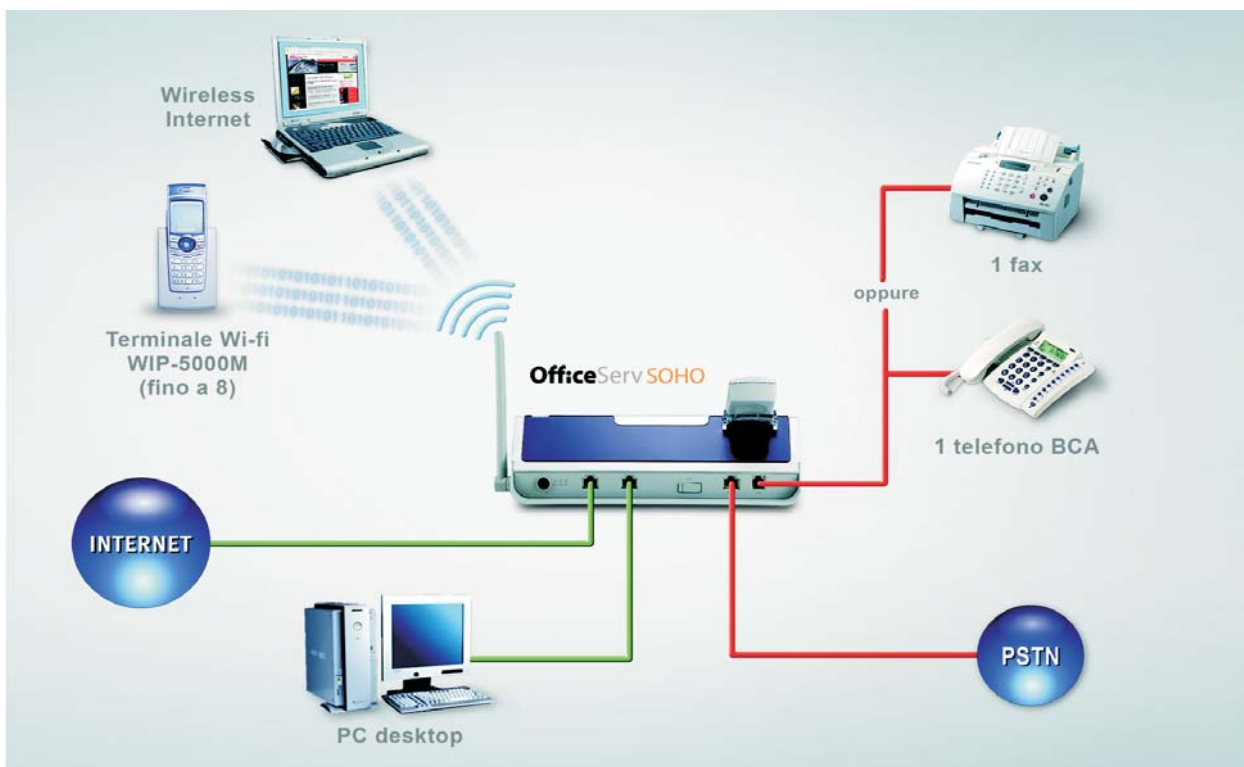 Wireless
Internet
Terminale Wi-fi
WIP-5000M
(fino a 8)
1 fax
oppure
OfficeServ SOHO
1 telefono BCA
INTERNET
PSTN
PC desktop